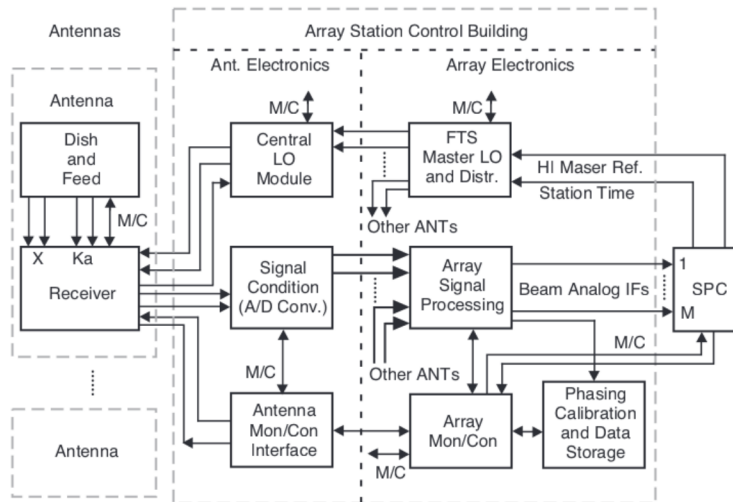 Antennas
Array Station Control Building
Ant. Electronics
Array Electronics
Antenna
Dish
and
Feed
M/C
X
Ka
Receiver
M/C
Central
LO
Module
M/C
FTS
Master LO
and Distr.
HI Maser Ref.
Station Time
Other ANTs
Signal
Condition
(A/D Conv.)
Array
Signal
Processing
Beam Analog IFs
1
SPC
M
M/C
M/C
Other ANTs
Antenna
Mon/Con
Interface
Array
Mon/Con
M/C
Phasing
Calibration
and Data
Storage
Antenna